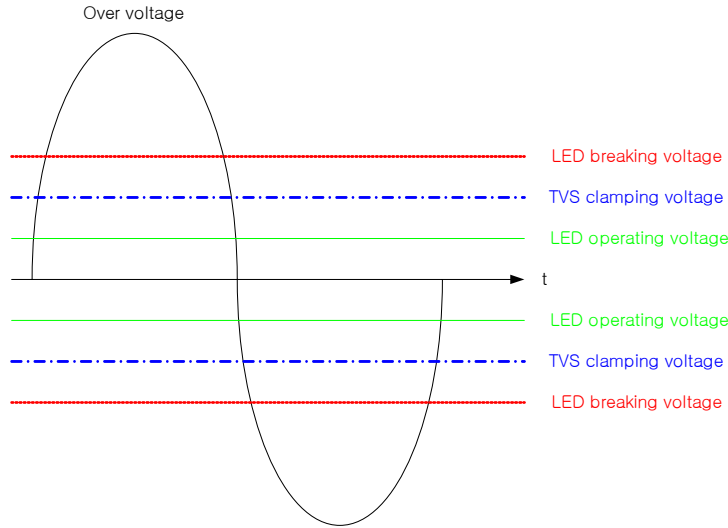 Over voltage
LED breaking voltage
TVS clamping voltage
LED operating voltage
t
LED operating voltage
TVS clamping voltage
LED breaking voltage